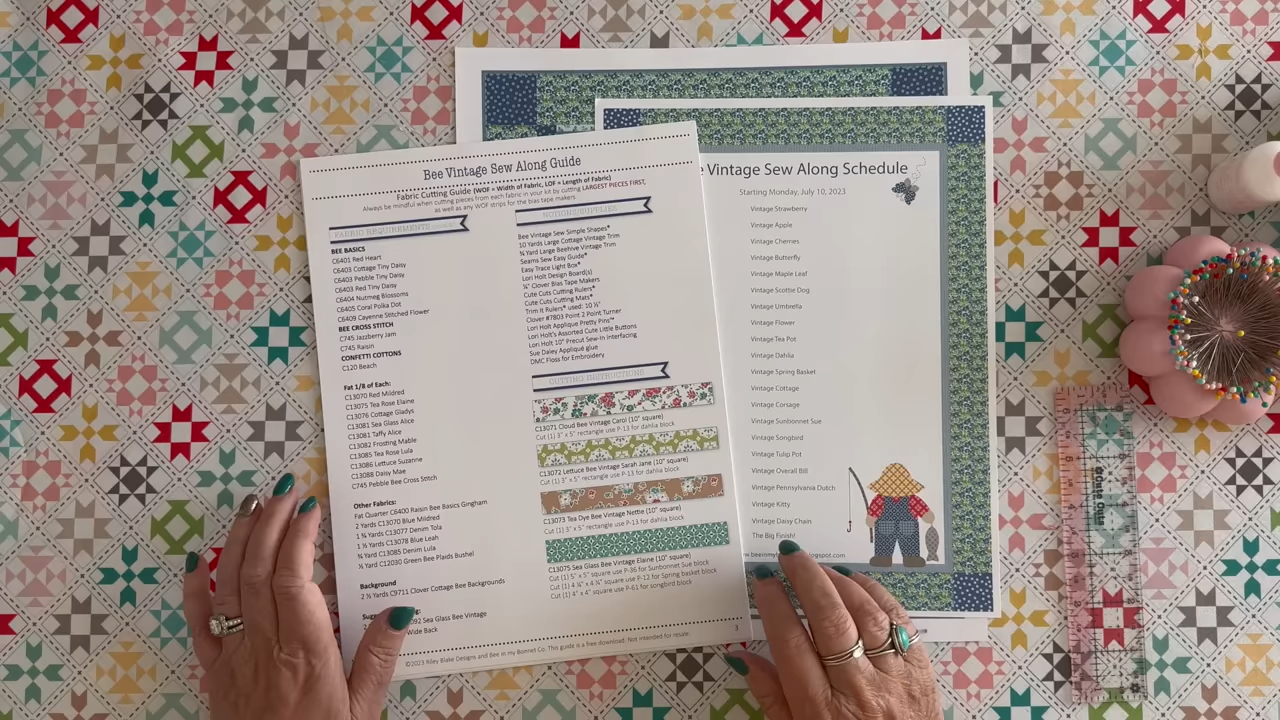 Bee Vintage Sew Along Guide
Fabric Cutting Guide (WOF = Width of Fabric, LOF = Length of Fabric)
Always be mindful when cutting pieces from each fabric in your kit by cutting LARGEST PIECES FIRST,
as well as any WOF strips for the bias tape makers
FABRIC REQUIREMENTS
BEE BASICS
C6401 Red Heart
C6403 Cottage Tiny Daisy
C6403 Pebble Tiny Daisy
C6403 Red Tiny Daisy
C6404 Nutmeg Blossoms
C6405 Coral Polka Dot
C6409 Cayenne Stitched Flower
BEE CROSS STITCH
C745 Jazzberry Jam
C745 Raisin
CONFETTI COTTONS
C120 Beach
Fat 1/8 of Each:
C13070 Red Mildred
C13075 Tea Rose Elaine
C13076 Cottage Gladys
C13081 Sea Glass Alice
C13081 Taffy Alice
C13082 Frosting Mable
C13085 Tea Rose Lula
C13086 Lettuce Suzanne
C13088 Daisy Mae
C745 Pebble Bee Cross Stitch
Other Fabrics:
Fat Quarter C6400 Raisin Bee Basics Gingham
2 Yards C13070 Blue Mildred
1 ¾ Yards C13077 Denim Tola
1 ½ Yards C13078 Blue Leah
¾ Yard C13085 Denim Lula
½ Yard C12030 Green Bee Plaids Bushel
Background
2 ½ Yards C9711 Clover Cottage Bee Backgrounds
Sea Glass Bee Vintage
Wide Back
NOTIONS/SUPPLIES
Bee Vintage Sew Simple Shapes®
10 Yards Large Cottage Vintage Trim
¾ Yard Large Beehive Vintage Trim
Seams Sew Easy Guide®
Easy Trace Light Box®
Lori Holt Design Board(s)
Clover Bias Tape Makers
Cute Cuts Cutting Rulers®
Cute Cuts Cutting Mats®
Trim It Rulers® used: 10 ½"
Clover #7803 Point 2 Point Turner
Lori Holt Applique Pretty Pins™
Lori Holt's Assorted Cute Little Buttons
Lori Holt 10" Precut Sew-In Interfacing
Sue Daley Appliqué glue
DMC Floss for Embroidery
CUTTING INSTRUCTIONS
C13071 Cloud Bee Vintage Carol (10" square)
Cut (1) 3" x 5" rectangle use P-13 for dahlia block
C13072 Lettuce Bee Vintage Sarah Jane (10" square)
Cut (1) 3" x 5" rectangle use P-13 for dahlia block
C13073 Tea Dye Bee Vintage Nettie (10" square)
Cut (1) 3" x 5" rectangle use P-13 for dahlia block
C13075 Sea Glass Bee Vintage Elaine (10" square)
Cut (1) 5" x 5" square use P-36 for Sunbonnet Sue block
Cut (1) 4 ¼" x 4 ¼" square use P-12 for Spring basket block
Cut (1) 4" x 4" square use P-61 for songbird block
3
©2023 Riley Blake Designs and Bee in my Bonnet Co. This guide is a free download. Not intended for resale.
Vintage Sew Along Schedule
Starting Monday, July 10, 2023
Vintage Strawberry
Vintage Apple
Vintage Cherries
Vintage Butterfly
Vintage Maple Leaf
Vintage Scottie Dog
Vintage Umbrella
Vintage Flower
Vintage Tea Pot
Vintage Dahlia
Vintage Spring Basket
Vintage Cottage
Vintage Corsage
Vintage Sunbonnet Sue
Vintage Songbird
Vintage Tulip Pot
Vintage Overall Bill
Vintage Pennsylvania Dutch
Vintage Kitty
Vintage Daisy Chain
The Big Finish!